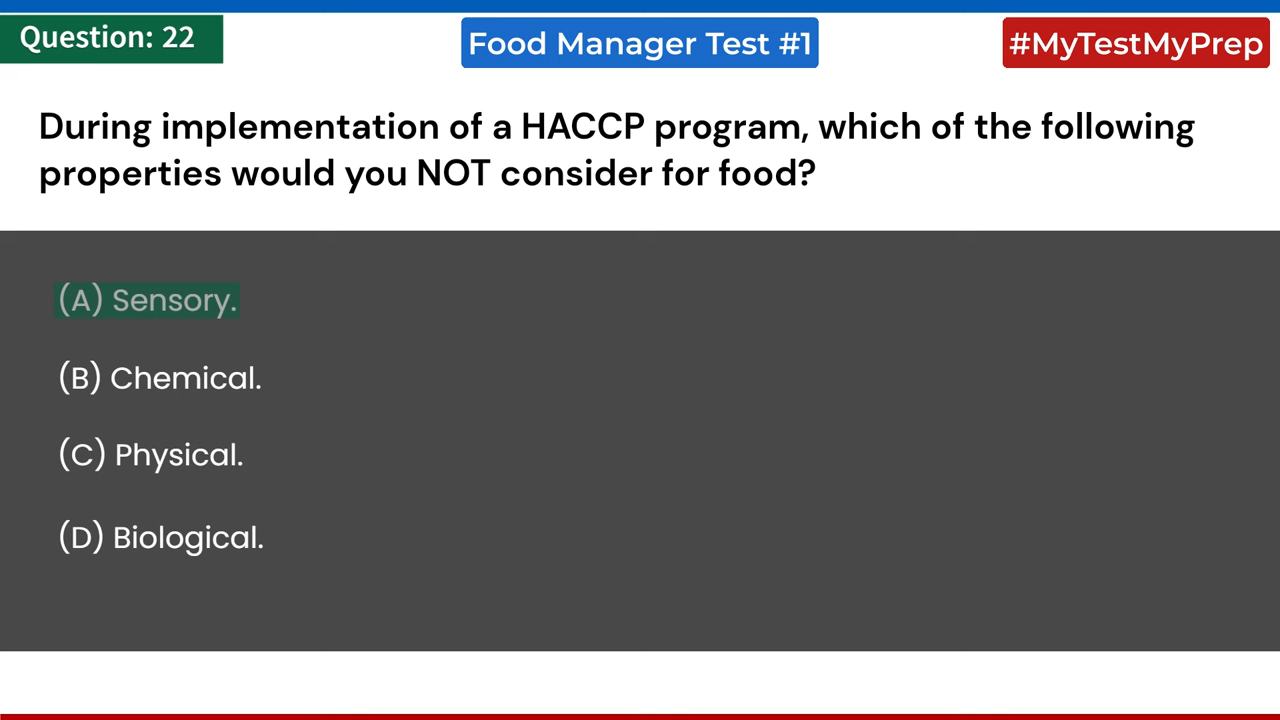 Question: 22
Food Manager Test #1
#MyTestMyPrep
During implementation of a HACCP program, which of the following
properties would you NOT consider for food?
(A) Sensory.
(B) Chemical.
(C) Physical.
(D) Biological.